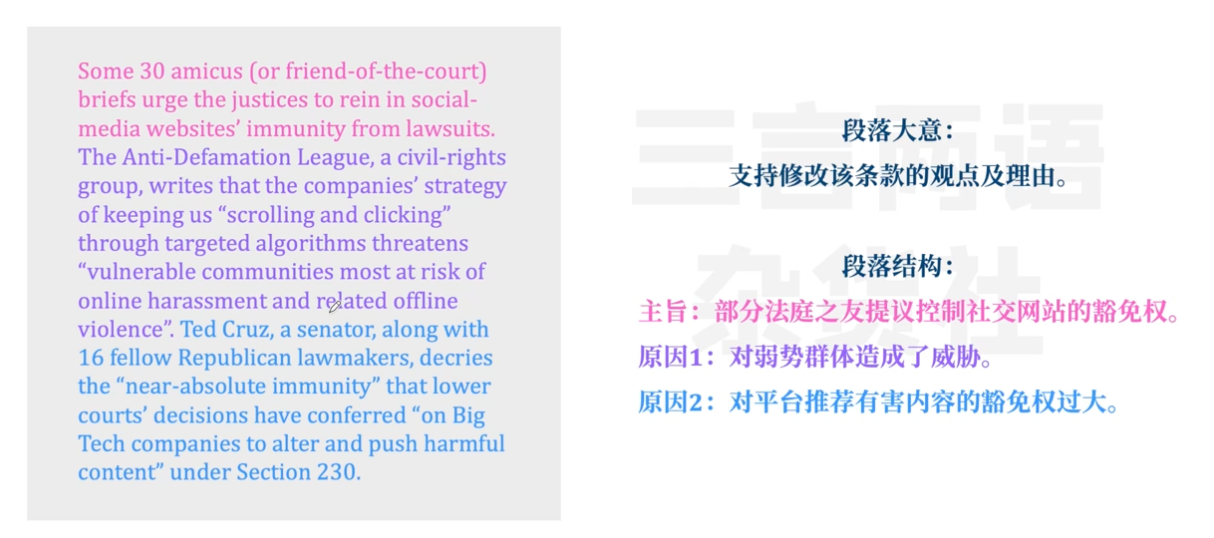 Some 30 amicus (or friend-of-the-court)
briefs urge the justices to rein in social-
media websites’ immunity from lawsuits.
The Anti-Defamation League, a civil-rights
group, writes that the companies’ strategy
of keeping us “scrolling and clicking”
through targeted algorithms threatens
“vulnerable communities most at risk of
online harassment and related offline
violence”. Ted Cruz, a senator, along with
16 fellow Republican lawmakers, decries
the “near-absolute immunity” that lower
courts’ decisions have conferred “on Big
Tech companies to alter and push harmful
content” under Section 230.
三言两语
杂货社
段落大意：
支持修改该条款的观点及理由。
段落结构：
主旨：部分法庭之友提议控制社交网站的豁免权。
原因1：对弱势群体造成了威胁。
原因2：对平台推荐有害内容的豁免权过大。